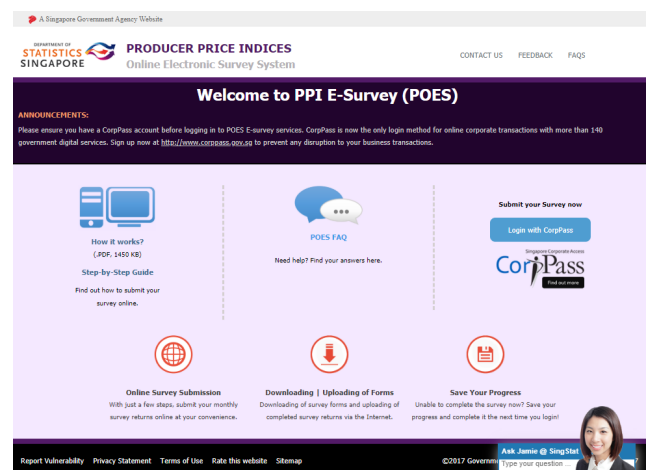 A Singapore Government Agency Website
DEPARTMENT OF
STATISTICS
SINGAPORE
PRODUCER PRICE INDICES
Online Electronic Survey System
CONTACT US FEEDBACK FAQS
Welcome to PPI E-Survey (POES)
ANNOUNCEMENTS:
Please ensure you have a CorpPass account before logging in to POES E-survey services. CorpPass is now the only login method for online corporate transactions with more than 140
government digital services. Sign up now at http://www.corppass.gov.sg to prevent any disruption to your business transactions.
How it works?
(.PDF, 1450 KB)
Step-by-Step Guide
Find out how to submit your
survey online.
POES FAQ
Need help? Find your answers here.
Submit your Survey now
Login with CorpPass
Singapore Corporate Access
CorpPass
Find out more
Online Survey Submission
With just a few steps, submit your monthly
survey returns online at your convenience.
Downloading | Uploading of Forms
Downloading of survey forms and uploading of
completed survey returns via the Internet.
Save Your Progress
Unable to complete the survey now? Save your
progress and complete it the next time you login!
Report Vulnerability Privacy Statement Terms of Use Rate this website Sitemap
©2017 Governme
Ask Jamie @ SingStat
Type your question ...
7